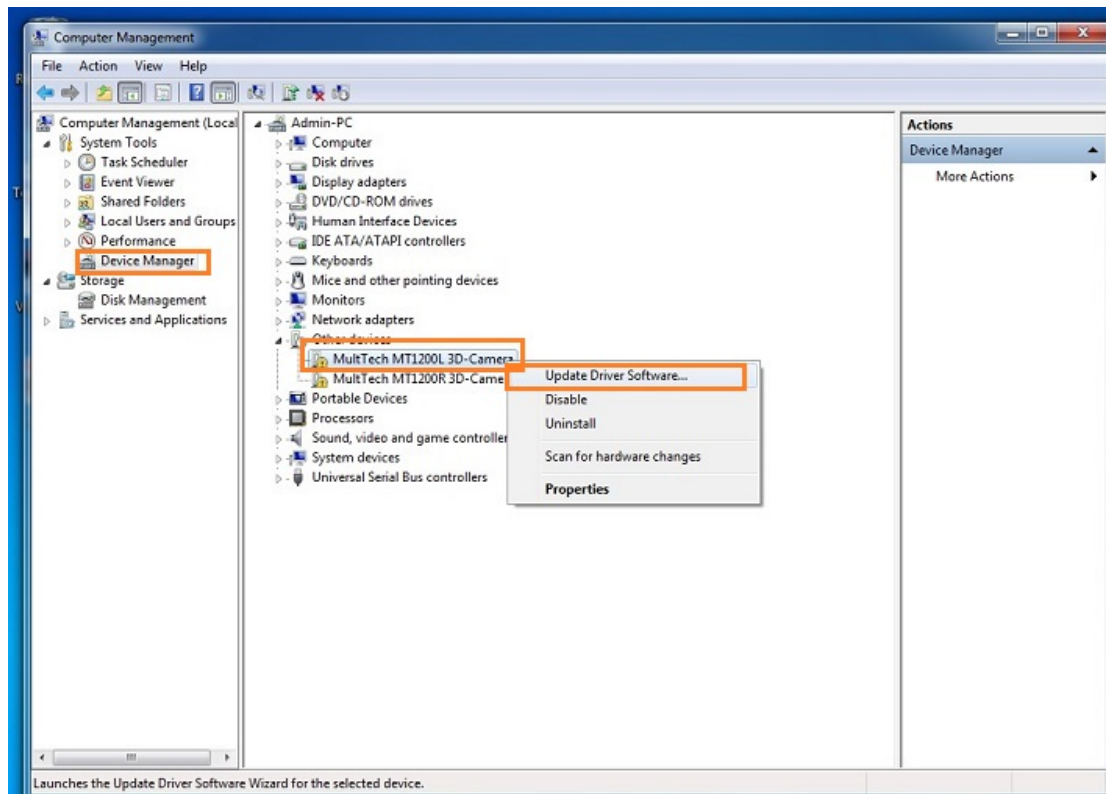 Computer Management
File Action View Help
Computer Management (Local
System Tools
Task Scheduler
Event Viewer
Shared Folders
Local Users and Groups
Performance
Device Manager
Storage
Disk Management
Services and Applications
Admin-PC
Computer
Disk drives
Display adapters
DVD/CD-ROM drives
Human Interface Devices
IDE ATA/ATAPI controllers
Keyboards
Mice and other pointing devices
Monitors
Network adapters
Other devices
MultTech MT1200L 3D-Camera
MultTech MT1200R 3D-Came
Portable Devices
Processors
Sound, video and game controller
System devices
Universal Serial Bus controllers
Update Driver Software...
Disable
Uninstall
Scan for hardware changes
Properties
Actions
Device Manager
More Actions
Launches the Update Driver Software Wizard for the selected device.